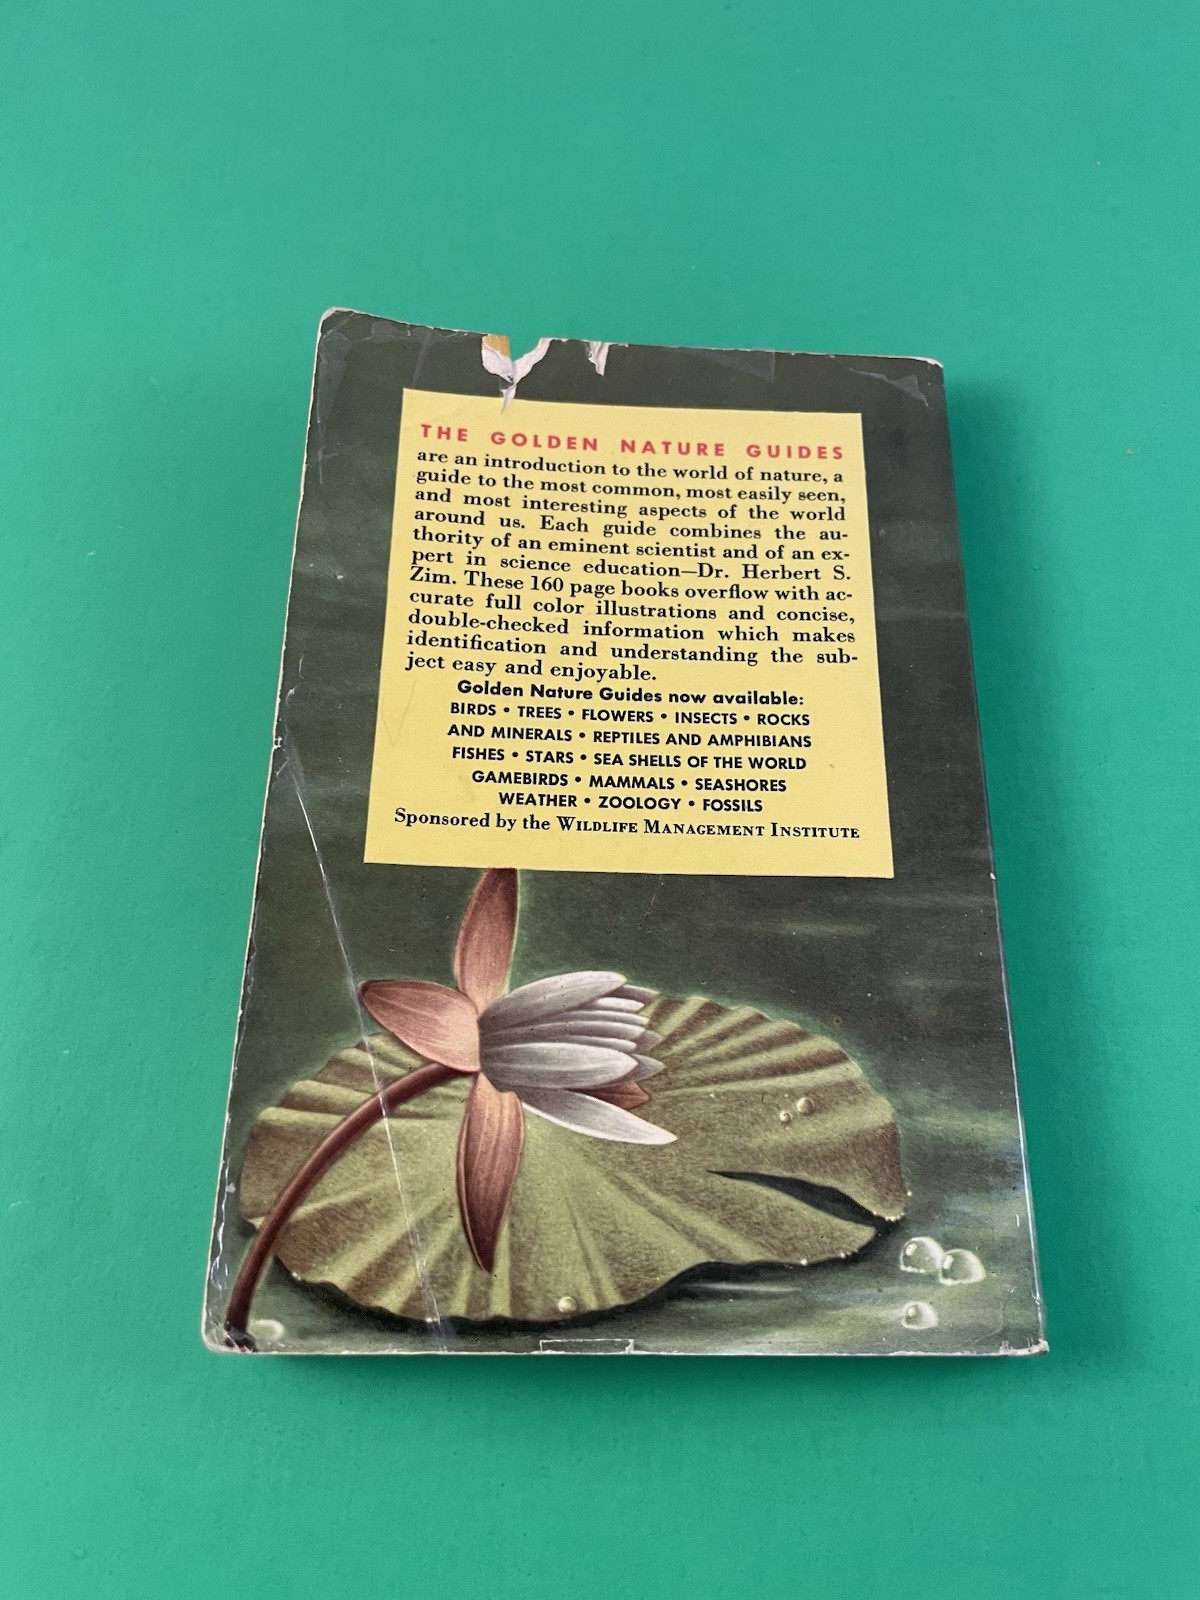 THE GOLDEN NATURE GUIDES
are an introduction to the world of nature, a
guide to the most common, most easily seen,
and most interesting aspects of the world
around us. Each guide combines the au-
thority of an eminent scientist and of an ex-
pert in science education—Dr. Herbert S.
Zim. These 160 page books overflow with ac-
curate full color illustrations and concise,
double-checked information which makes
identification and understanding the sub-
ject easy and enjoyable.
Golden Nature Guides now available:
BIRDS • TREES • FLOWERS • INSECTS • ROCKS
AND MINERALS • REPTILES AND AMPHIBIANS
FISHES • STARS • SEA SHELLS OF THE WORLD
GAMEBIRDS • MAMMALS • SEASHORES
WEATHER • ZOOLOGY • FOSSILS
Sponsored by the WILDLIFE MANAGEMENT INSTITUTE